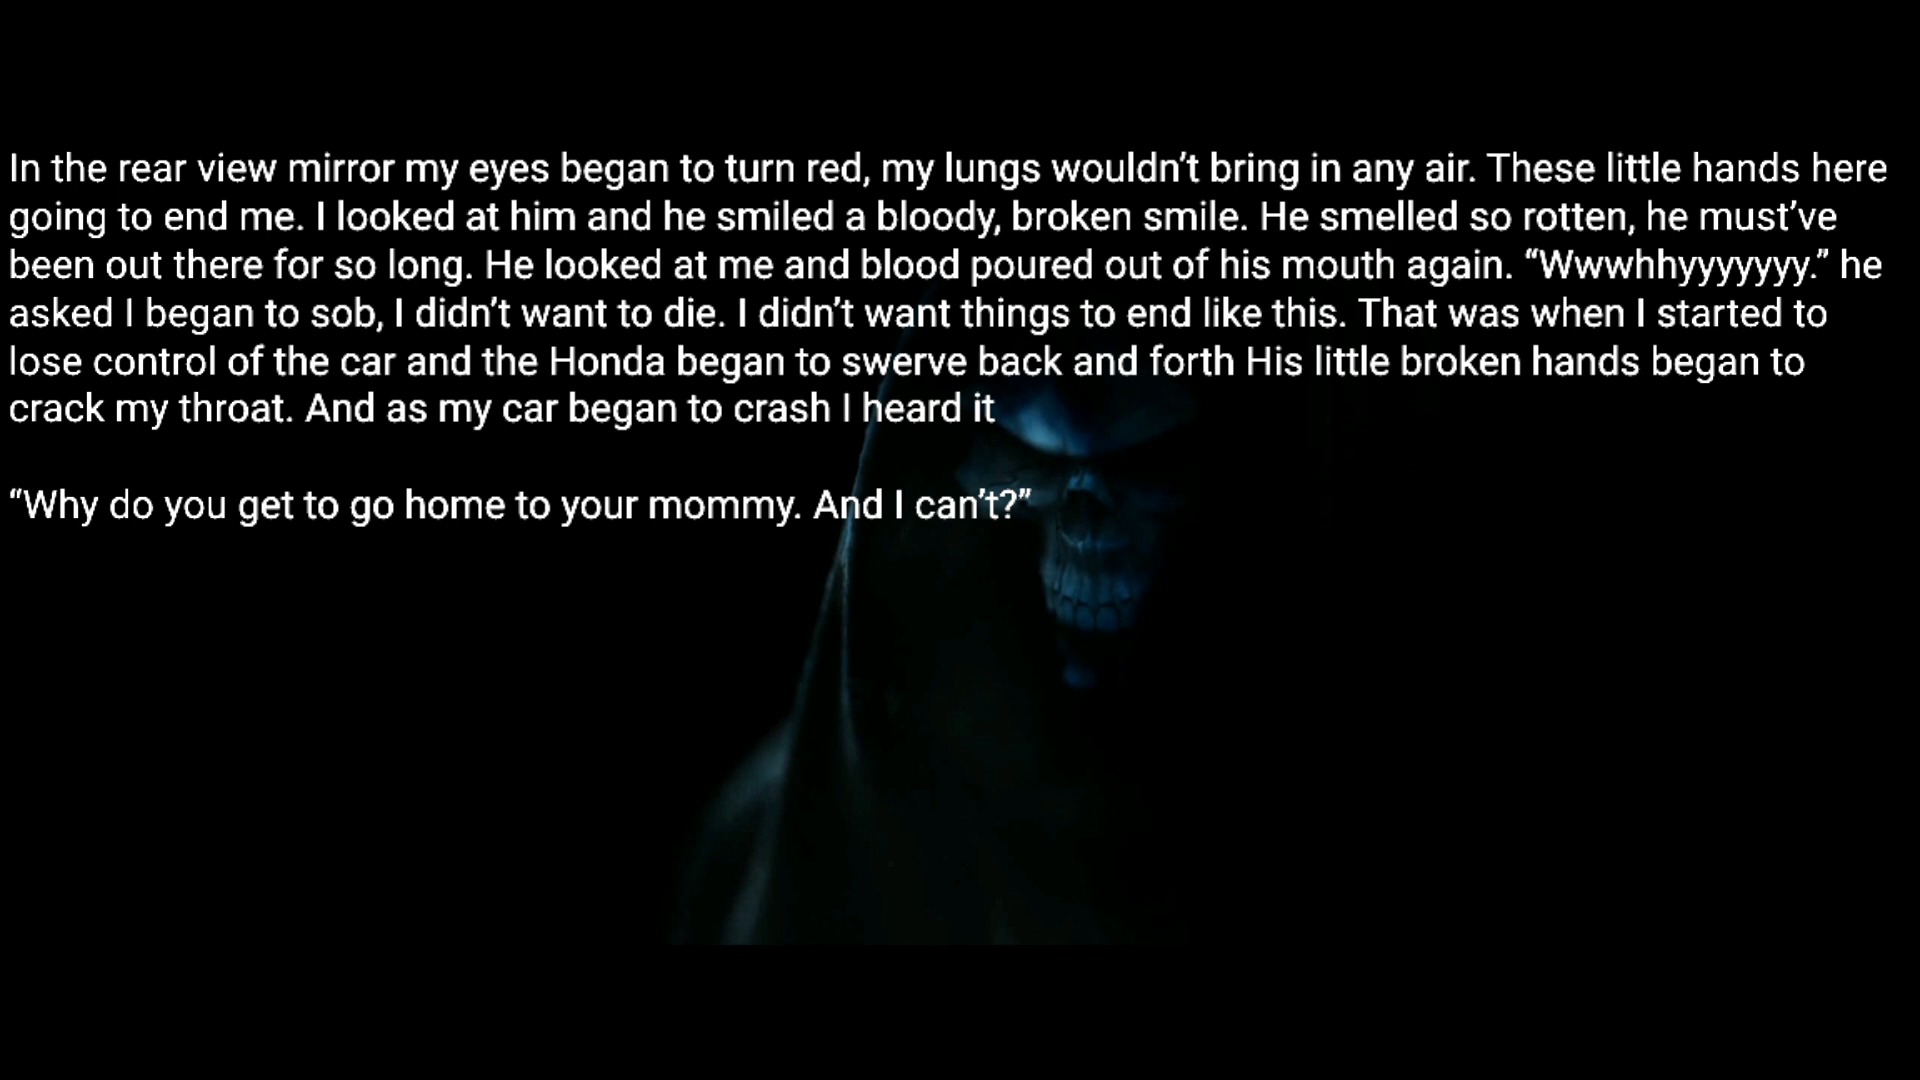 In the rear view mirror my eyes began to turn red, my lungs wouldn’t bring in any air. These little hands here
going to end me. I looked at him and he smiled a bloody, broken smile. He smelled so rotten, he must’ve
been out there for so long. He looked at me and blood poured out of his mouth again. “Wwwhhyyyyyyy.” he
asked I began to sob, I didn’t want to die. I didn’t want things to end like this. That was when I started to
lose control of the car and the Honda began to swerve back and forth His little broken hands began to
crack my throat. And as my car began to crash I heard it
“Why do you get to go home to your mommy. And I can’t?”